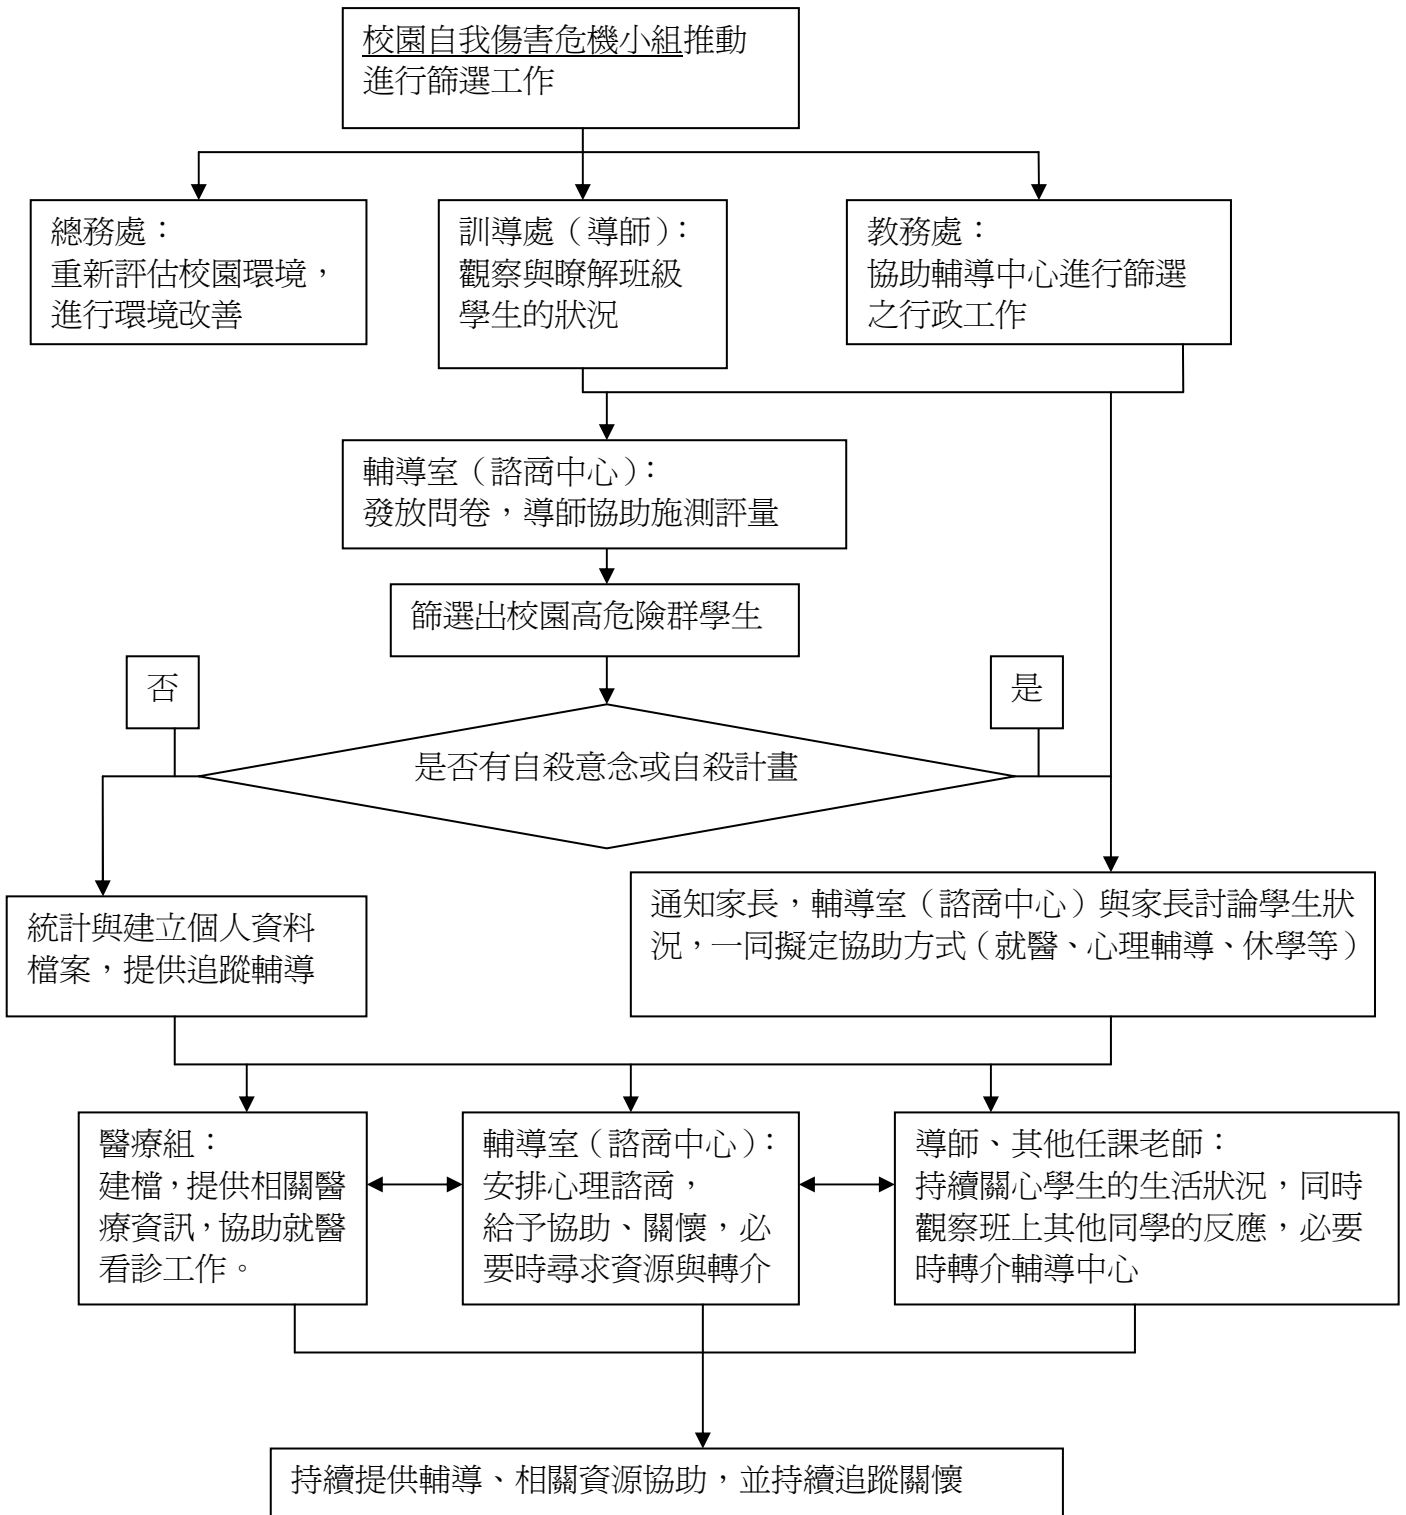 校園自我傷害危機小組推動
進行篩選工作
總務處：
重新評估校園環境，
進行環境改善
訓導處（導師）：
觀察與瞭解班級
學生的狀況
教務處：
協助輔導中心進行篩選
之行政工作
輔導室（諮商中心）：
發放問卷，導師協助施測評量
篩選出校園高危險群學生
否
是
是否有自殺意念或自殺計畫
統計與建立個人資料
檔案，提供追蹤輔導
通知家長，輔導室（諮商中心）與家長討論學生狀
況，一同擬定協助方式（就醫、心理輔導、休學等）
醫療組：
建檔，提供相關醫
療資訊，協助就醫
看診工作。
輔導室（諮商中心）：
安排心理諮商，
給予協助、關懷，必
要時尋求資源與轉介
導師、其他任課老師：
持續關心學生的生活狀況，同時
觀察班上其他同學的反應，必要
時轉介輔導中心
持續提供輔導、相關資源協助，並持續追蹤關懷